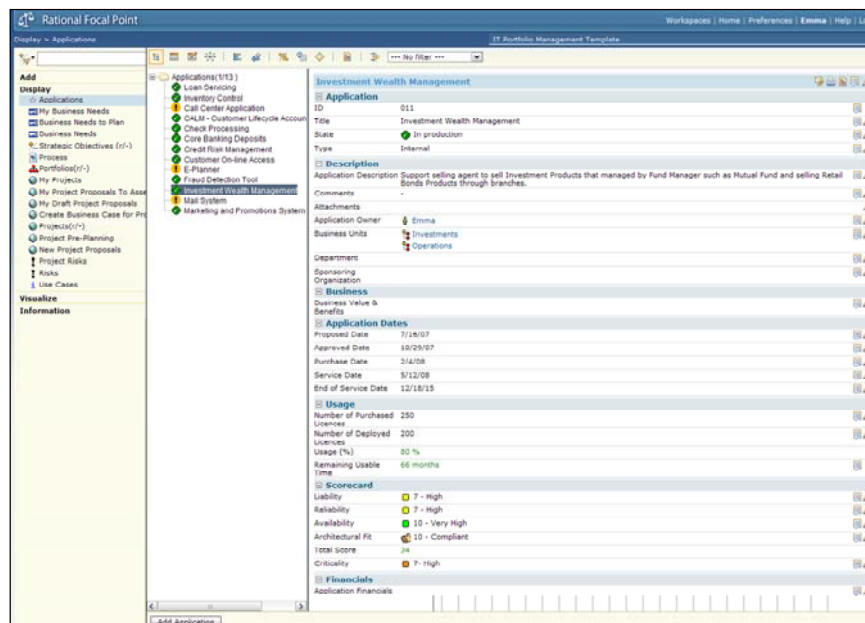 Rational Focal Point
Workspaces | Home | Preferences | Emma | Help |
Display > Applications
IT Portfolio Management Template
--- No filter ---
Add
Display
Applications
My Business Needs
Business Needs to Plan
Business Needs
Strategic Objectives (r/-)
Process
Portfolios(r/-)
My Projects
My Project Proposals To Asse
My Draft Project Proposals
Create Business Case for Pro
Projects(r/-)
Project Pre-Planning
New Project Proposals
Project Risks
Risks
Use Cases
Visualize
Information
Applications(1/13 )
Loan Servicing
Inventory Control
Call Center Application
CALM - Customer Lifecycle Accoun
Check Processing
Core Banking Deposits
Credit Risk Management
Customer On-line Access
E-Planner
Fraud Detection Tool
Investment Wealth Management
Mail System
Marketing and Promotions System
Add Application
Investment Wealth Management
Application
ID 011
Title Investment Wealth Management
State In production
Type Internal
Description
Application Description Support selling agent to sell Investment Products that managed by Fund Manager such as Mutual Fund and selling Retail
Bonds Products through branches.
Comments -
Attachments
Application Owner Emma
Business Units Investments
Operations
Department
Sponsoring
Organization
Business
Business Value &
Benefits
Application Dates
Proposed Date 7/16/07
Approved Date 10/29/07
Purchase Date 2/4/08
Service Date 5/12/08
End of Service Date 12/18/15
Usage
Number of Purchased 250
Licences
Number of Deployed 200
Licences
Usage (%) 80 %
Remaining Usable 66 months
Time
Scorecard
Liability 7 - High
Reliability 7 - High
Availability 10 - Very High
Architectural Fit 10 - Compliant
Total Score 34
Criticality 7- High
Financials
Application Financials